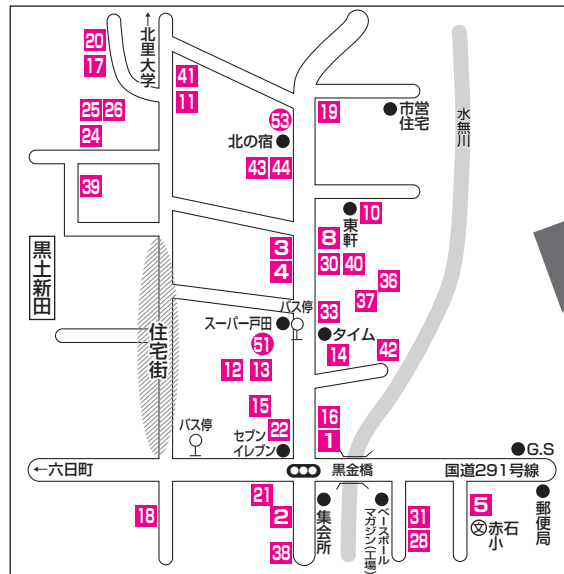 20
17
←北里大学
41
11
25 26
24
53
北の宿
19
市営
住宅
水無川
43 44
39
10
東軒
8
30 40
3
4
36
37
黒土新田
住宅街
バス停
33
スーパー戸田
51
タイム
14
42
12 13
15
16
22
1
バス停
セブン
イレブン
G.S
←六日町
黒金橋
国道291号線
18
21
2
38
集会所
ベースボール
マガジン(工場)
31
28
5
文 赤石
小
郵便局